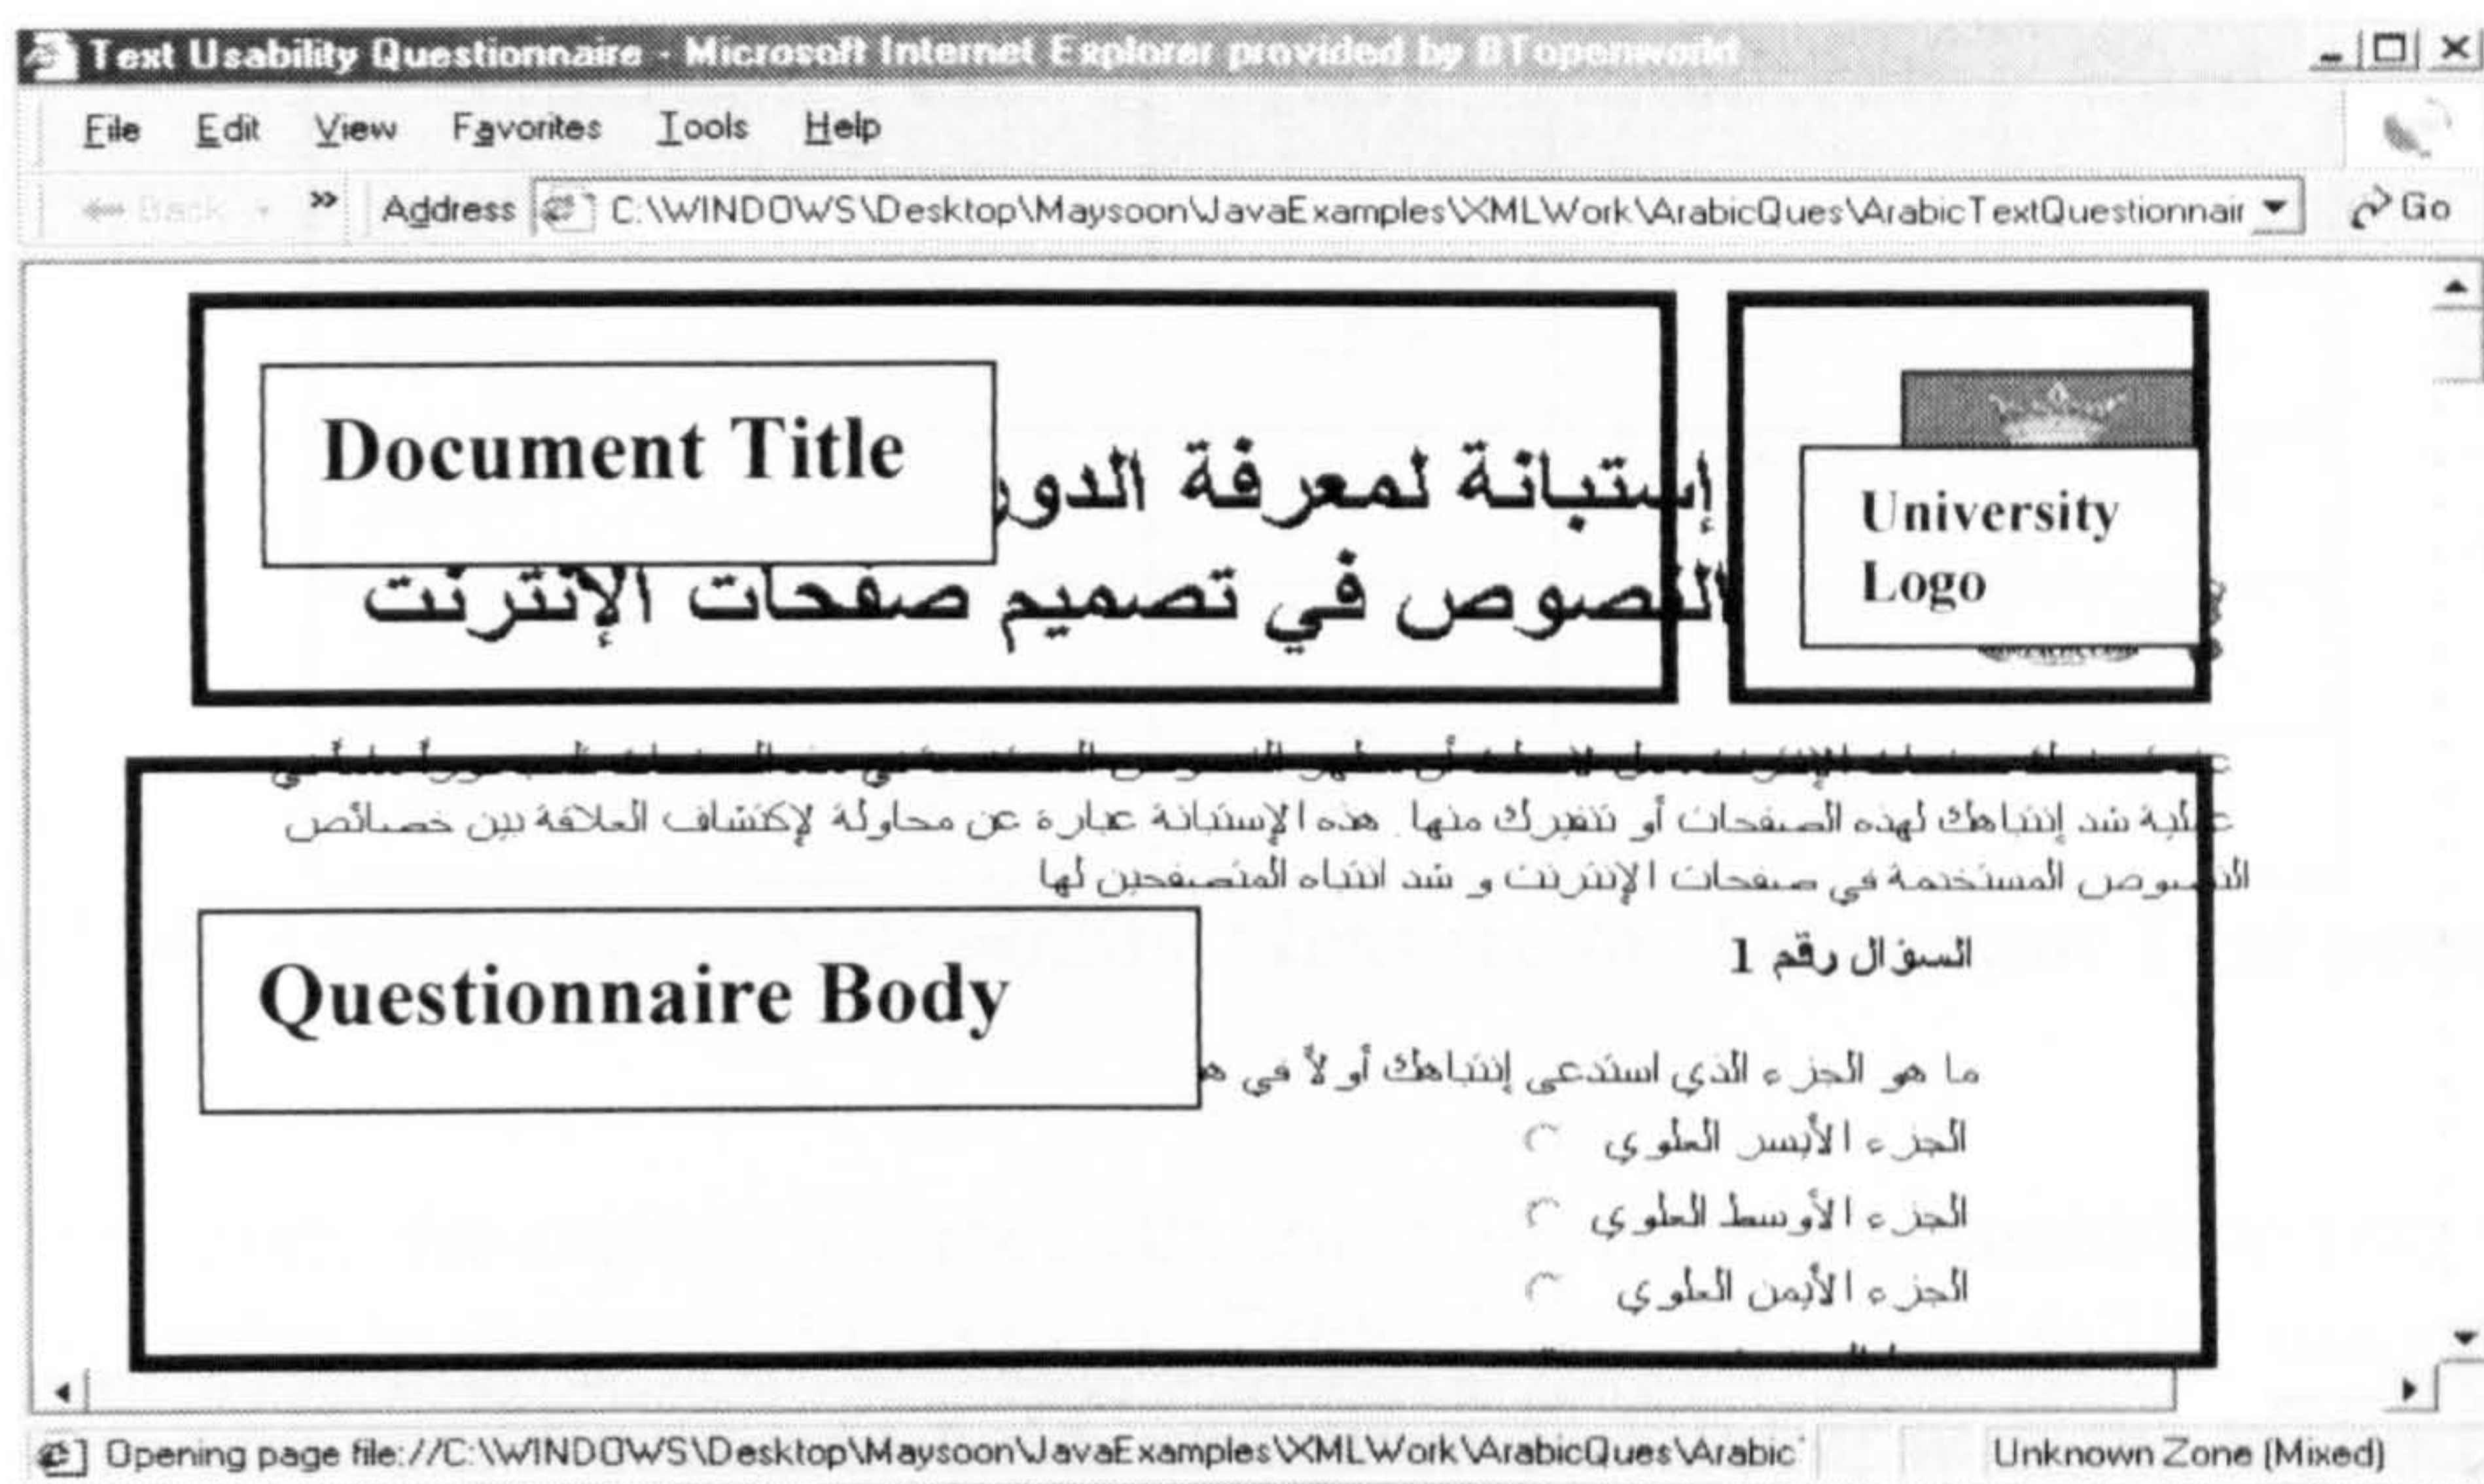 Text Usability Questionnaire - Microsoft Internet Explorer provided by BTopenworld
File Edit View Favorites Tools Help
Back » Address C:\WINDOWS\Desktop\Maysoon\JavaExamples\XMLWork\ArabicQues\ArabicTextQuestionnair Go
Document Title
إستبانة لمعرفة الدور
النصوص في تصميم صفحات الإنترنت
University
Logo
عملية شد إنتباهك لهذه الصفحات أو تنفيرك منها. هذه الإستبانة عبارة عن محاولة لإكتشاف العلاقة بين خصائص
النصوص المستخدمة في صفحات الإنترنت و شد انتباه المتصفحين لها
السؤال رقم 1
Questionnaire Body
ما هو الجزء الذي استدعى إنتباهك أولاً في
الجزء الأيسر العلوي
الجزء الأوسط العلوي
الجزء الأيمن العلوي
Opening page file://C:\WINDOWS\Desktop\Maysoon\JavaExamples\XMLWork\ArabicQues\Arabic
Unknown Zone (Mixed)